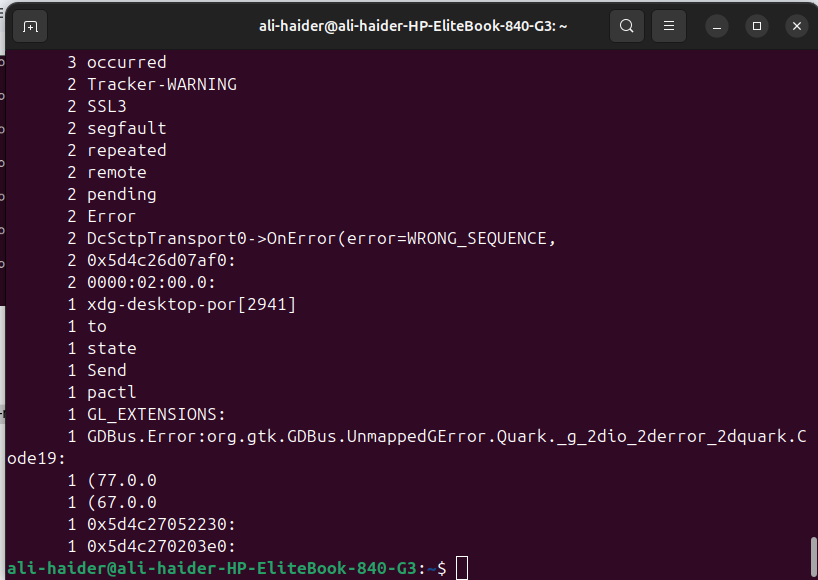 ali-haider@ali-haider-HP-EliteBook-840-G3: ~
3 occurred
2 Tracker-WARNING
2 SSL3
2 segfault
2 repeated
2 remote
2 pending
2 Error
2 DcSctpTransport0->OnError(error=WRONG_SEQUENCE,
2 0x5d4c26d07af0:
2 0000:02:00.0:
1 xdg-desktop-por[2941]
1 to
1 state
1 Send
1 pactl
1 GL_EXTENSIONS:
1 GDBus.Error:org.gtk.GDBus.UnmappedGError.Quark._g_2dio_2derror_2dquark.C
ode19:
1 (77.0.0
1 (67.0.0
1 0x5d4c27052230:
1 0x5d4c270203e0:
ali-haider@ali-haider-HP-EliteBook-840-G3:~$